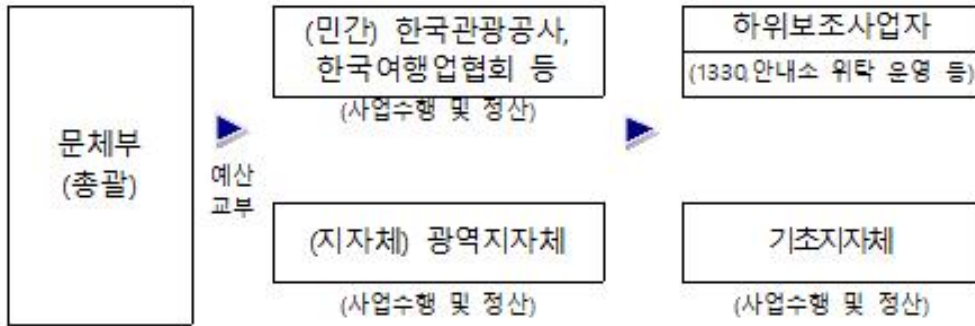 문체부
(총괄)
예산
교부
(민간) 한국관광공사,
한국여행업협회 등
(사업수행 및 정산)
하위보조사업자
(1330,안내소 위탁 운영 등)
(지자체) 광역지자체
(사업수행 및 정산)
기초지자체
(사업수행 및 정산)